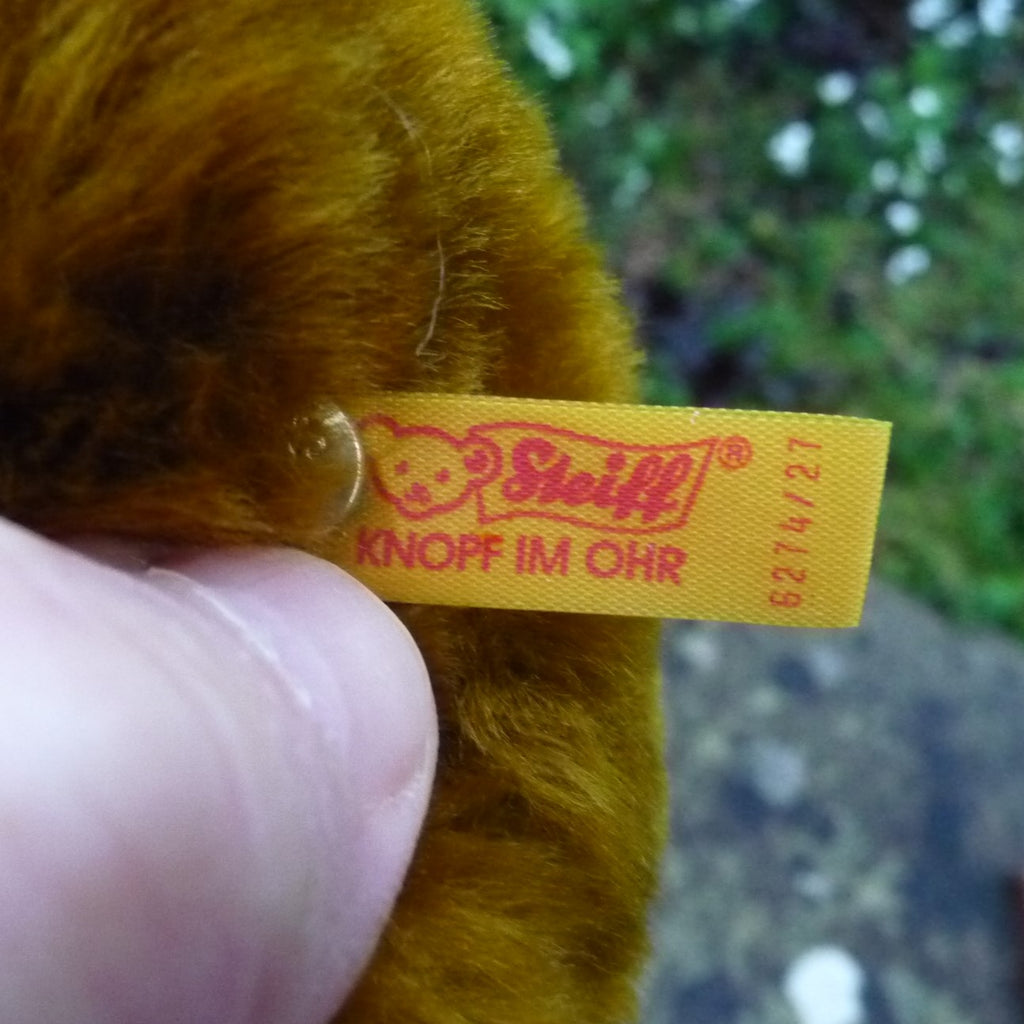 Steiff®
KNOPF IM OHR
6274/27